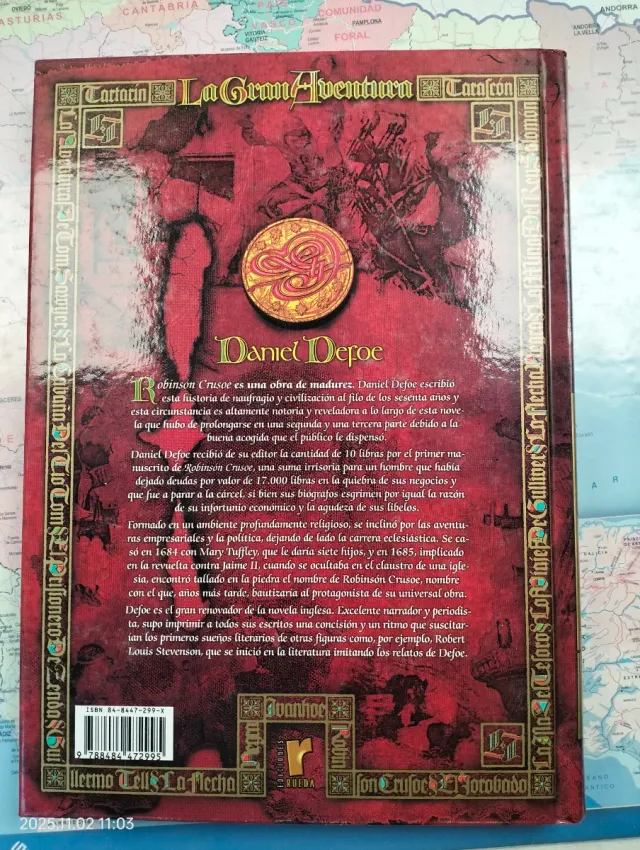 ASTURIAS
CANTABRIA
PAÍS
VASCO
COMUNIDAD
FORAL
PAMPLONA
VITORIA
GASTEIZ
ANDORRA
LA VELLA
Tartarín
La Gran Aventura
Tarascón
Daniel Defoe
Robinson Crusoe es una obra de madurez. Daniel Defoe escribió
esta historia de naufragio y civilización al filo de los sesenta años y
esta circunstancia es altamente notoria y reveladora a lo largo de esta nove-
la que hubo de prolongarse en una segunda y una tercera parte debido a la
buena acogida que el público le dispensó.
Daniel Defoe recibió de su editor la cantidad de 10 libras por el primer ma-
nuscrito de Robinson Crusoe, una suma irrisoria para un hombre que había
dejado deudas por valor de 17.000 libras en la quiebra de sus negocios y
que fue a parar a la cárcel, si bien sus biógrafos esgrimen por igual la razón
de su infortunio económico y la agudeza de sus libelos.
Formado en un ambiente profundamente religioso, se inclinó por las aventu-
ras empresariales y la política, dejando de lado la carrera eclesiástica. Se ca-
só en 1684 con Mary Tuffley, que le daría siete hijos, y en 1685, implicado
en la revuelta contra Jaime II, cuando se ocultaba en el claustro de una igle-
sia, encontró tallado en la piedra el nombre de Robinson Crusoe, nombre
con el que, años más tarde, bautizaría al protagonista de su universal obra.
Defoe es el gran renovador de la novela inglesa. Excelente narrador y periodis-
ta, supo imprimir a todos sus escritos una concisión y un ritmo que suscitar-
ían los primeros sueños literarios de otras figuras como, por ejemplo, Robert
Louis Stevenson, que se inició en la literatura imitando los relatos de Defoe.
ISBN 84-8447-299-X
9 788484 472995
Ivanhoe
EDICIONES
RUEDA
Robin
llermo Tell & La Flecha
son Crusoe & El Jorobado
2025.11.02 11:03